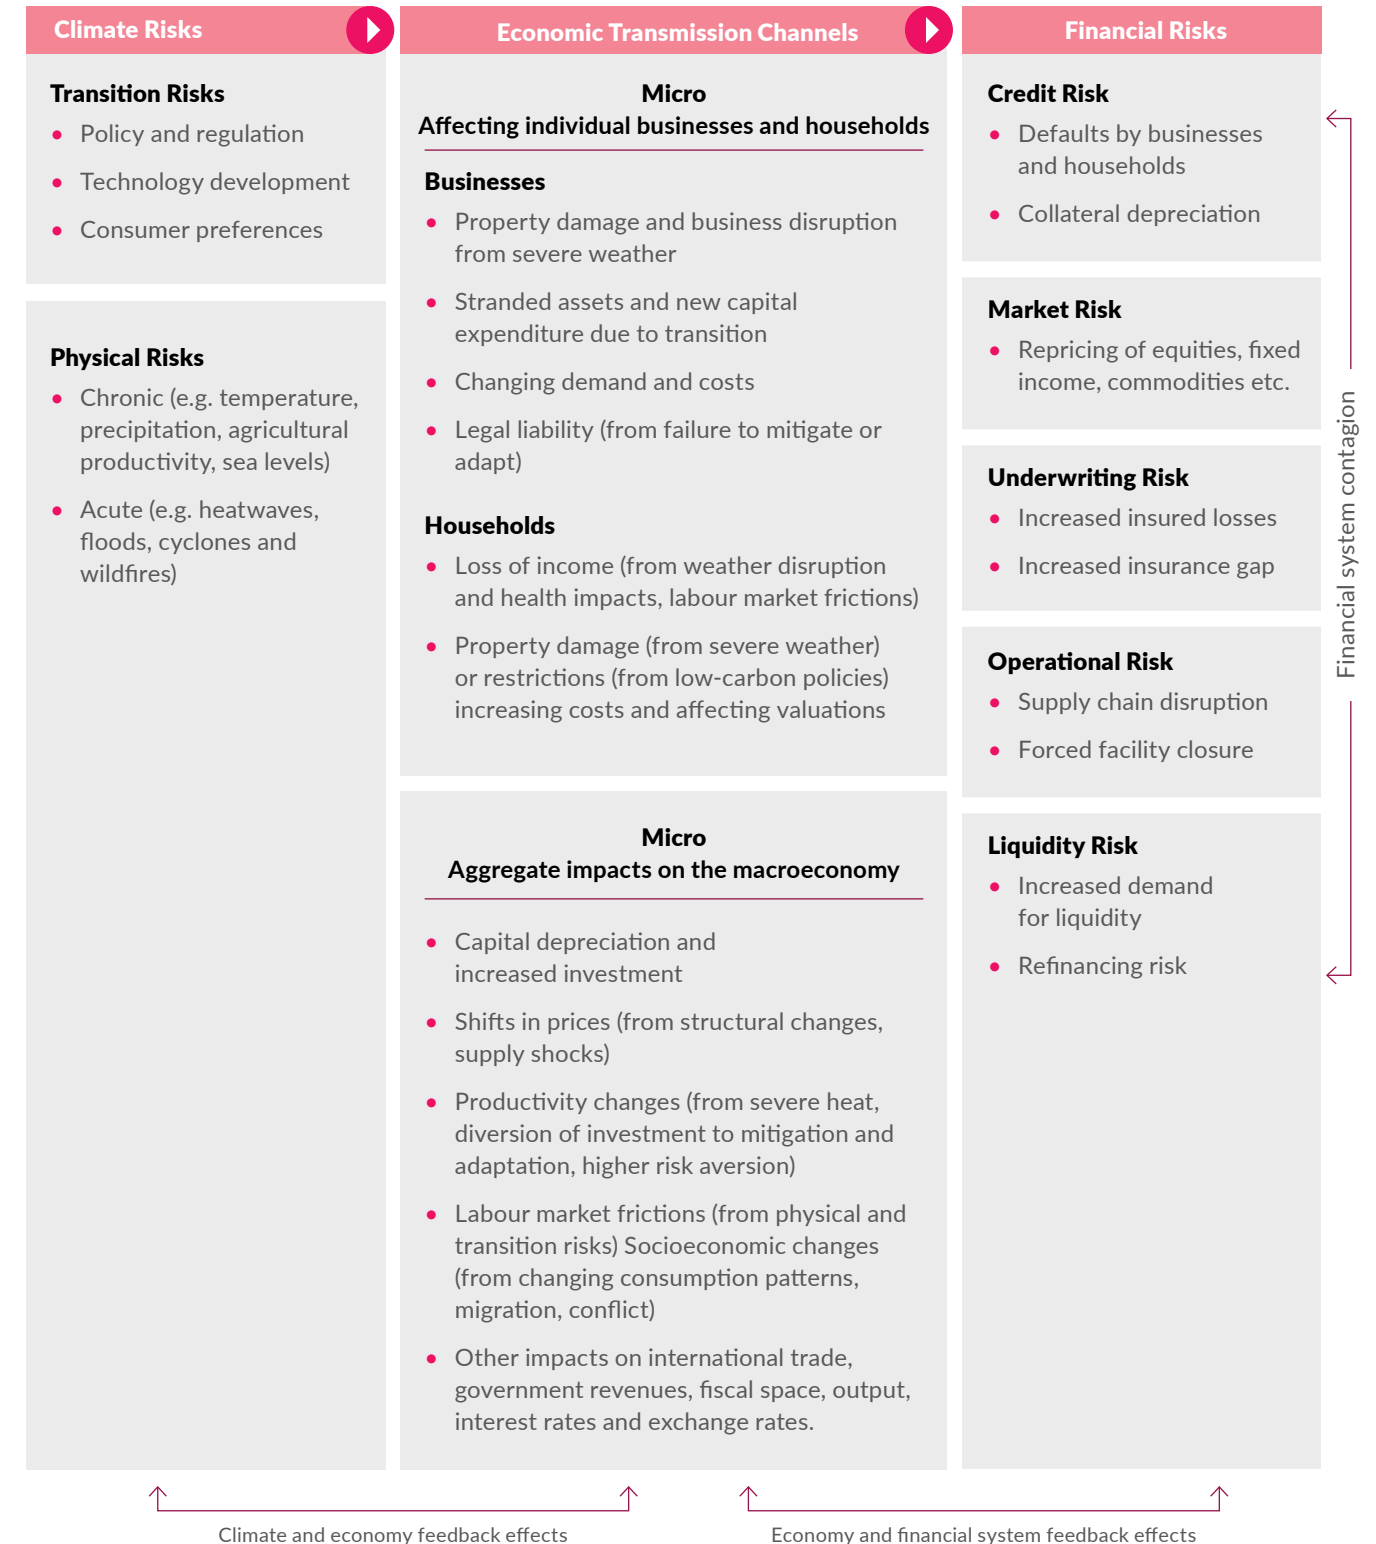 Climate Risks
Transition Risks
Policy and regulation
Technology development
Consumer preferences
Physical Risks
Chronic (e.g. temperature,
precipitation, agricultural
productivity, sea levels)
Acute (e.g. heatwaves,
floods, cyclones and
wildfires)
Economic Transmission Channels
Micro
Affecting individual businesses and households
Businesses
Property damage and business disruption
from severe weather
Stranded assets and new capital
expenditure due to transition
Changing demand and costs
Legal liability (from failure to mitigate or
adapt)
Households
Loss of income (from weather disruption
and health impacts, labour market frictions)
Property damage (from severe weather)
or restrictions (from low-carbon policies)
increasing costs and affecting valuations
Micro
Aggregate impacts on the macroeconomy
Capital depreciation and
increased investment
Shifts in prices (from structural changes,
supply shocks)
Productivity changes (from severe heat,
diversion of investment to mitigation and
adaptation, higher risk aversion)
Labour market frictions (from physical and
transition risks) Socioeconomic changes
(from changing consumption patterns,
migration, conflict)
Other impacts on international trade,
government revenues, fiscal space, output,
interest rates and exchange rates.
Financial Risks
Credit Risk
Defaults by businesses
and households
Collateral depreciation
Market Risk
Repricing of equities, fixed
income, commodities etc.
Underwriting Risk
Increased insured losses
Increased insurance gap
Operational Risk
Supply chain disruption
Forced facility closure
Liquidity Risk
Increased demand
for liquidity
Refinancing risk
Financial system contagion
Climate and economy feedback effects
Economy and financial system feedback effects